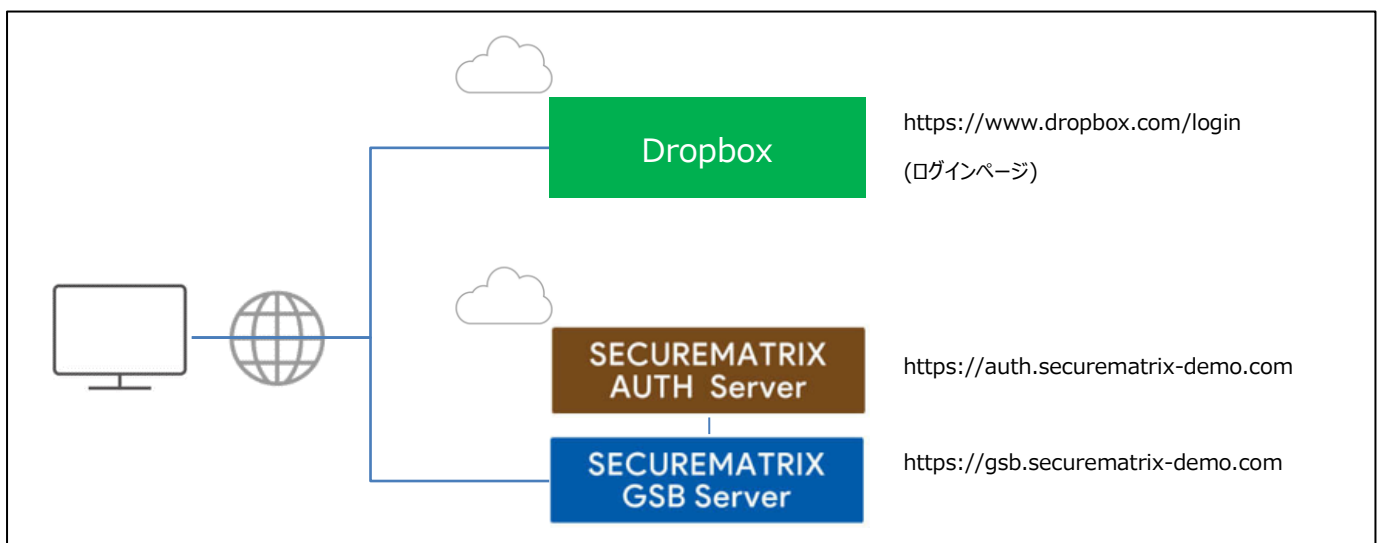 Dropbox
https://www.dropbox.com/login
(ログインページ)
SECUREMATRIX
AUTH Server
https://auth.securematrix-demo.com
SECUREMATRIX
GSB Server
https://gsb.securematrix-demo.com